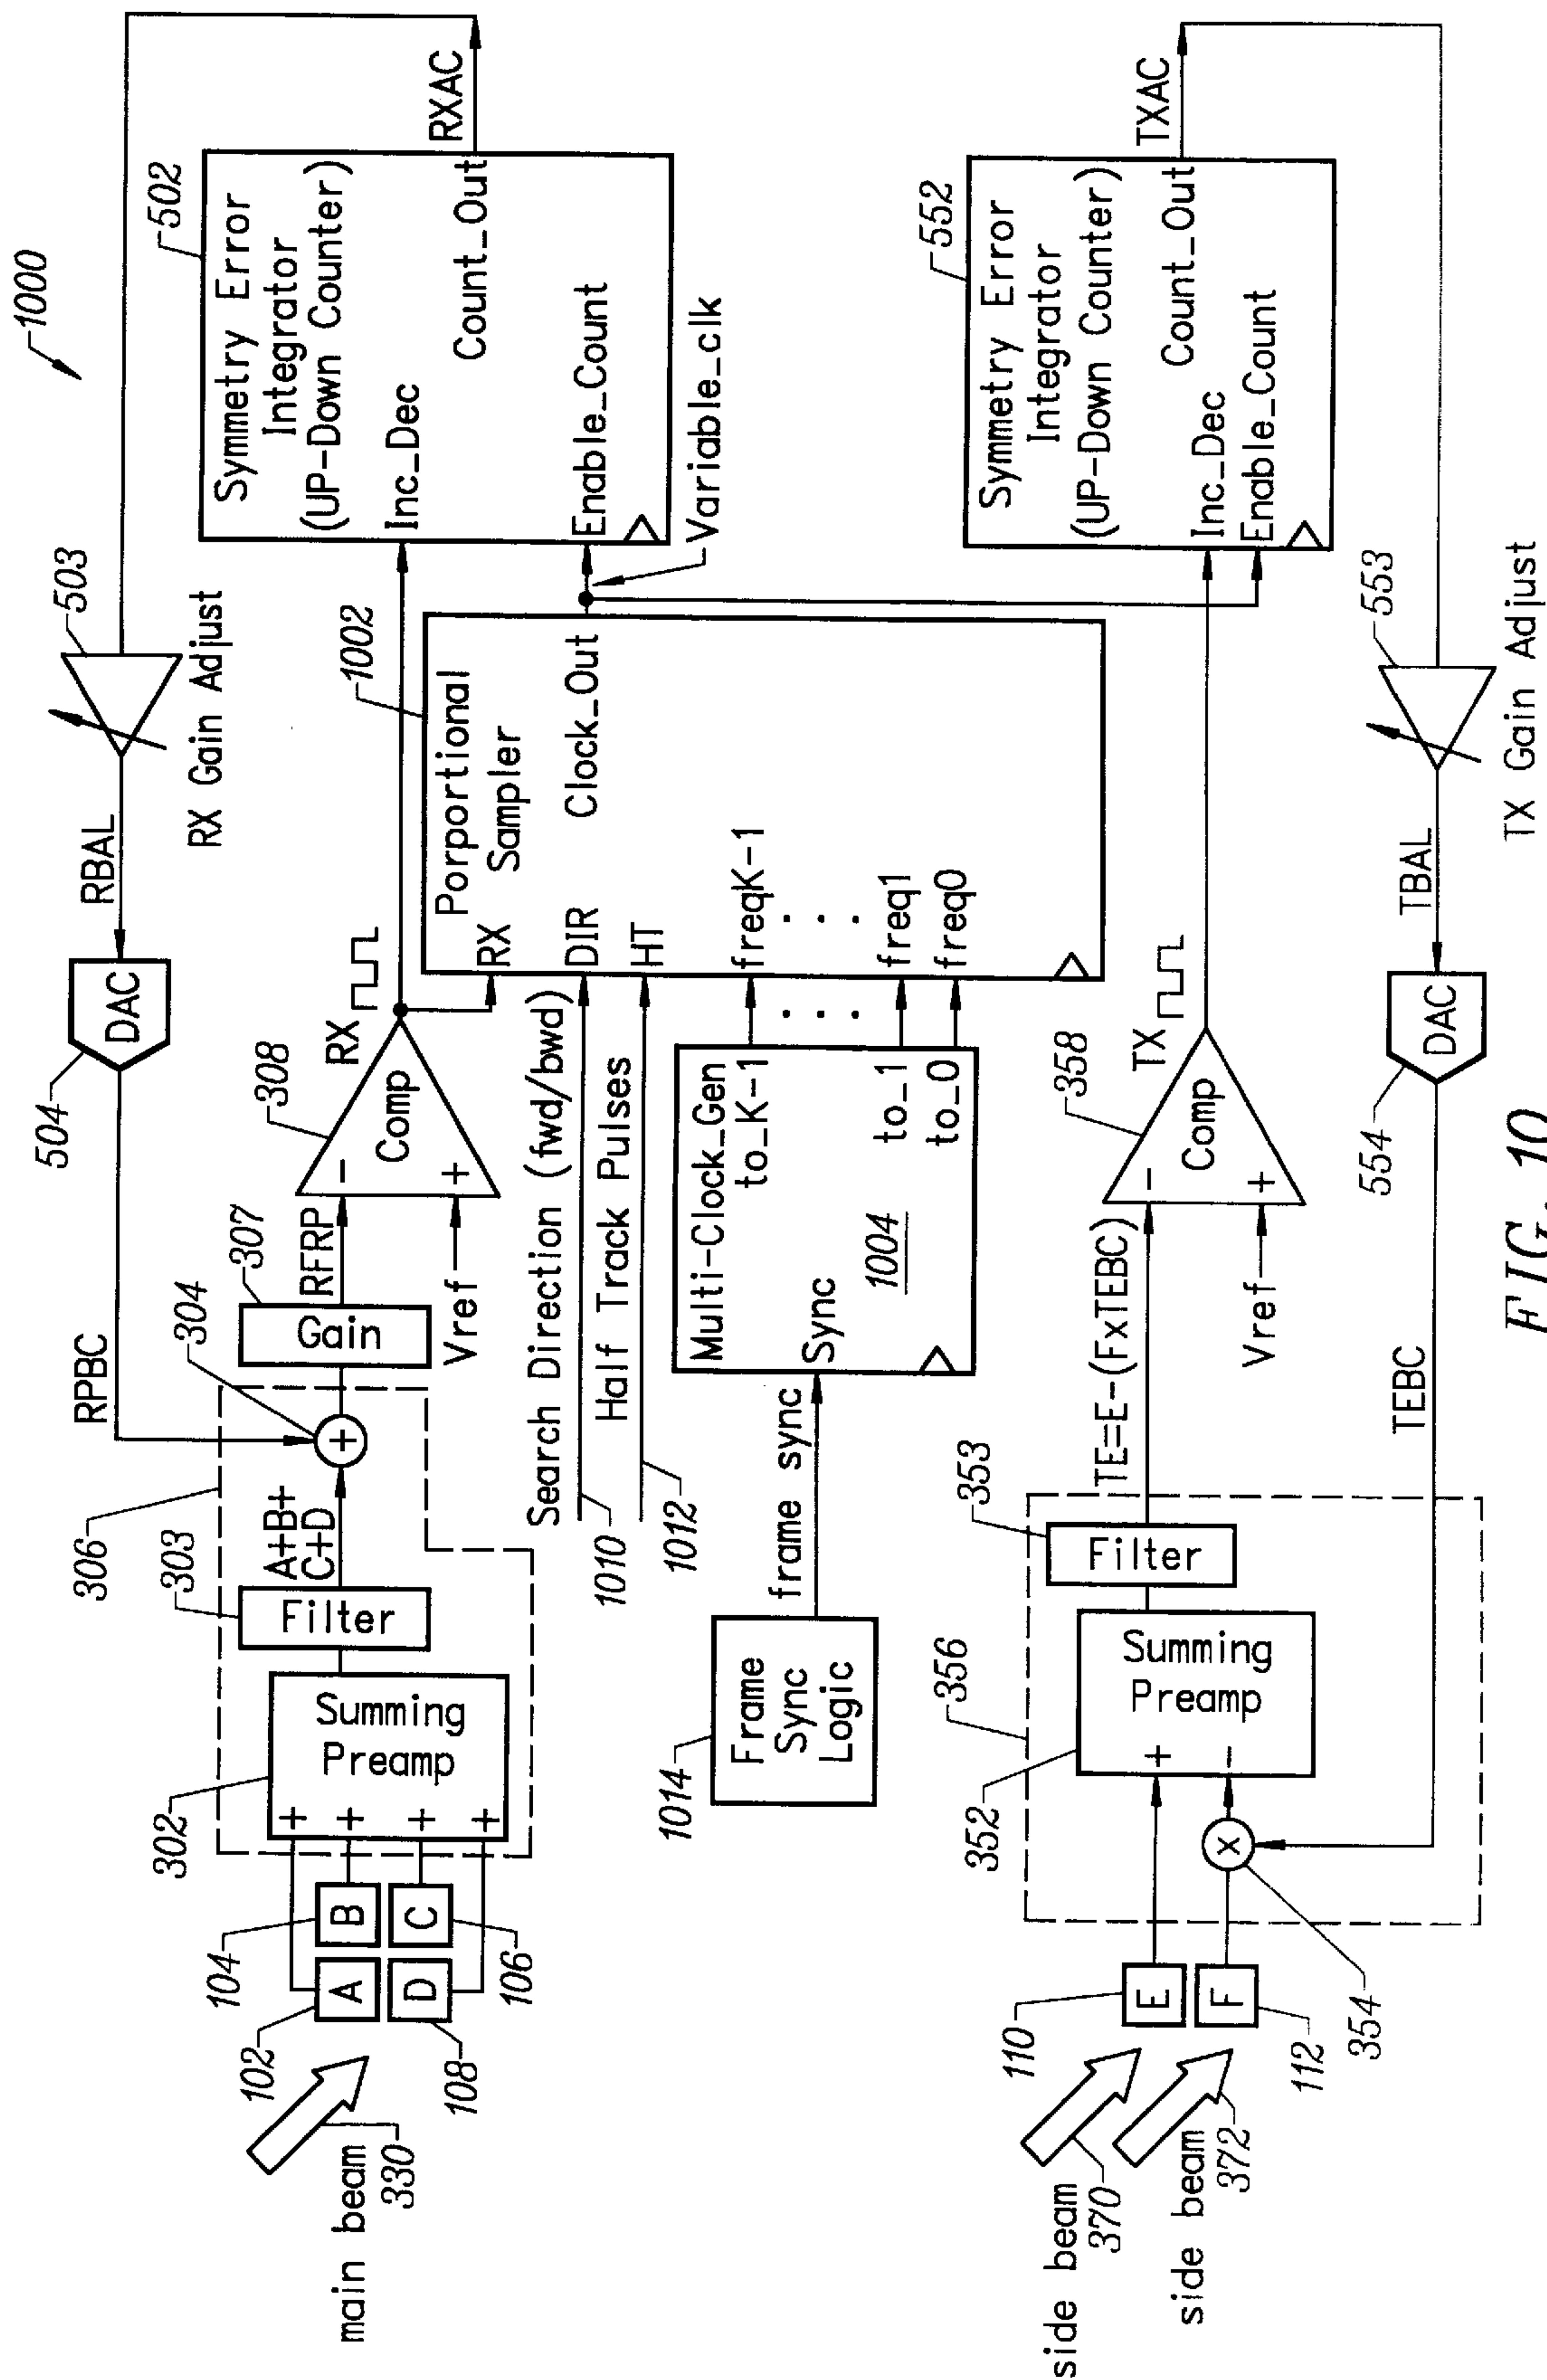 1000
504
DAC
RBAL
503
RX Gain Adjust
RPBC
306
303
304
307
308
RX
1002
502
Symmetry Error
Integrator
(UP-Down Counter)
Inc_Dec
Count_Out
Enable_Count
RXAC
Variable_clk
main beam
330
102
104
108
106
A
B
D
C
302
+
+
+
+
Summing
Preamp
Filter
A+B+
C+D
+
Gain
RFRP
Vref
-
+
Comp
Search Direction (fwd/bwd)
1010
Half Track Pulses
1012
Porportional
Sampler
RX
DIR
HT
Clock_Out
freqK-1
...
freq1
freq0
1014
Frame
Sync
Logic
frame sync
Multi-Clock_Gen
to_K-1
Sync
1004
to_1
to_0
...
side beam
370
side beam
372
110
112
E
F
354
X
352
356
+
-
Summing
Preamp
353
Filter
TE=E-(FxTEBC)
Vref
358
-
+
Comp
TX
552
Symmetry Error
Integrator
(UP-Down Counter)
Inc_Dec
Count_Out
Enable_Count
TXAC
TEBC
554
DAC
TBAL
553
TX Gain Adjust
FIG. 10